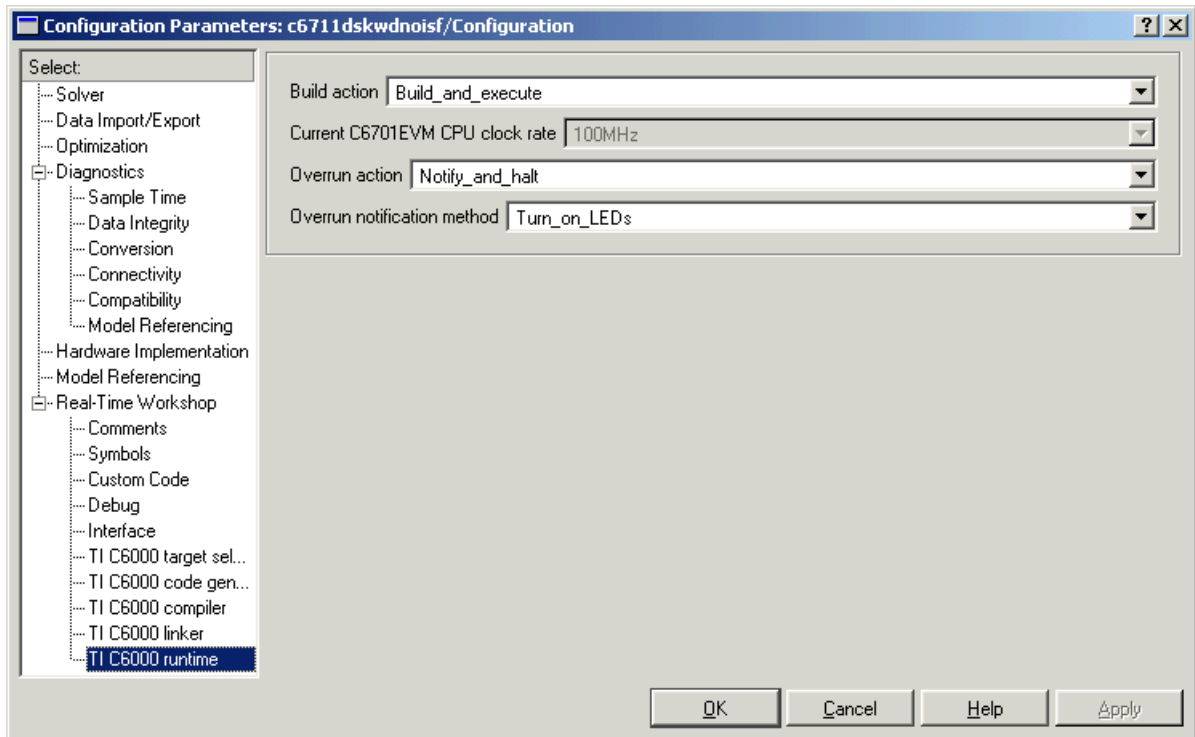 Configuration Parameters: c6711dskwdnoisf/Configuration
Select:
Solver
Data Import/Export
Optimization
Diagnostics
Sample Time
Data Integrity
Conversion
Connectivity
Compatibility
Model Referencing
Hardware Implementation
Model Referencing
Real-Time Workshop
Comments
Symbols
Custom Code
Debug
Interface
TI C6000 target sel...
TI C6000 code gen...
TI C6000 compiler
TI C6000 linker
TI C6000 runtime
Build action Build_and_execute
Current C6701EVM CPU clock rate 100MHz
Overrun action Notify_and_halt
Overrun notification method Turn_on_LEDs
OK Cancel Help Apply